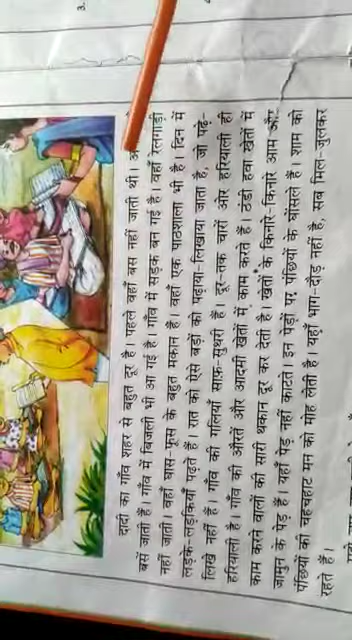 3.
दादी का गाँव शहर से बहुत दूर है। पहले वहाँ बस नहीं जाती थी।
बसें जाती हैं। गाँव में बिजली भी आ गई है। गाँव में सड़क बन गई है। वहाँ रेलगाड़ी
नहीं जाती। वहाँ घास-फूस के बहुत मकान हैं। वहाँ एक पाठशाला भी है। दिन में
लड़के-लड़कियाँ पढ़ते हैं। रात को ऐसे बड़ों को पढ़ाया-लिखाया जाता है, जो पढ़े-
लिखे नहीं हैं। गाँव की गलियाँ साफ़-सुथरी हैं। दूर-तक चारों ओर हरियाली ही
हरियाली है। गाँव की औरतें और आदमी खेतों में काम करते हैं। ठंडी हवा खेतों में
काम करने वालों की सारी थकान दूर कर देती है। खेतों के किनारे-किनारे आम और
जामुन के पेड़ हैं। यहाँ पेड़ नहीं काटते। इन पेड़ों पर, पंछियों के घोंसले हैं। शाम को
पंछियों की चहचहाट मन को मोह लेती है। यहाँ भाग-दौड़ नहीं है, सब मिल-जुलकर
रहते हैं।